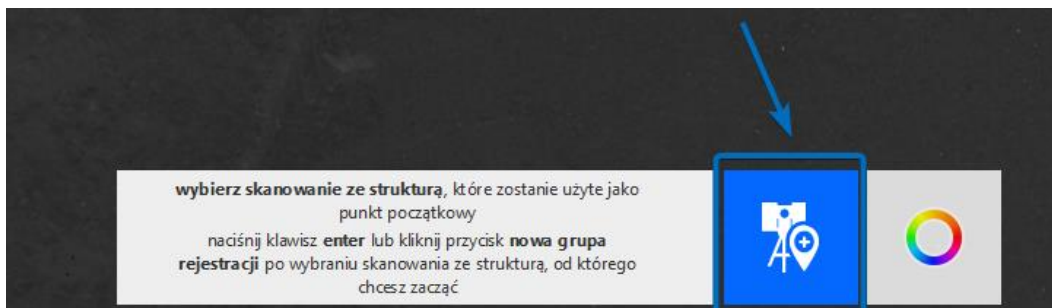 wybierz skanowanie ze strukturą, które zostanie użyte jako
punkt początkowy
naciśnij klawisz enter lub kliknij przycisk nowa grupa
rejestracji po wybraniu skanowania ze strukturą, od którego
chcesz zacząć